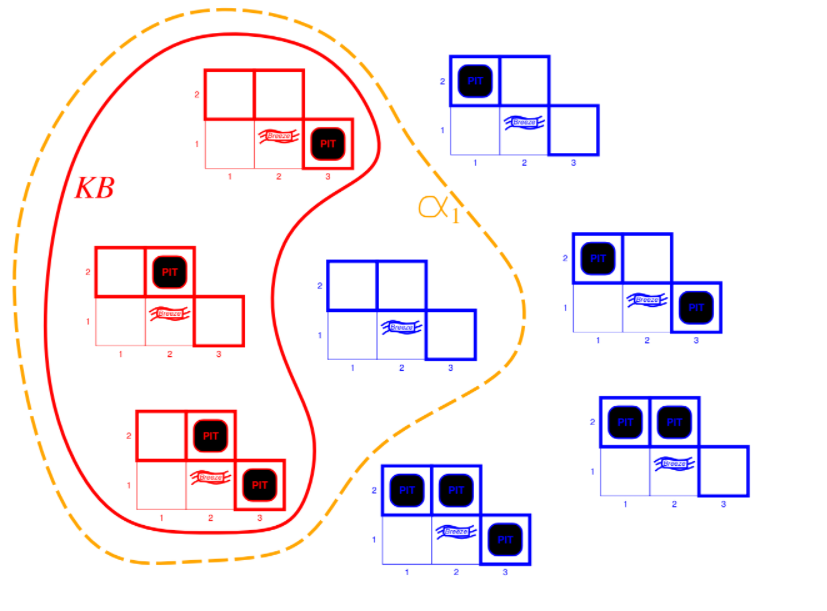 2
1 Breeze PIT
1 2 3
2 PIT
1 Breeze
1 2 3
KB
α1
2 PIT
1 Breeze
1 2 3
2
1 Breeze
1 2 3
2 PIT
1 Breeze PIT
1 2 3
2 PIT
1 Breeze PIT
1 2 3
2 PIT PIT
1 Breeze PIT
1 2 3
2 PIT PIT
1 Breeze
1 2 3